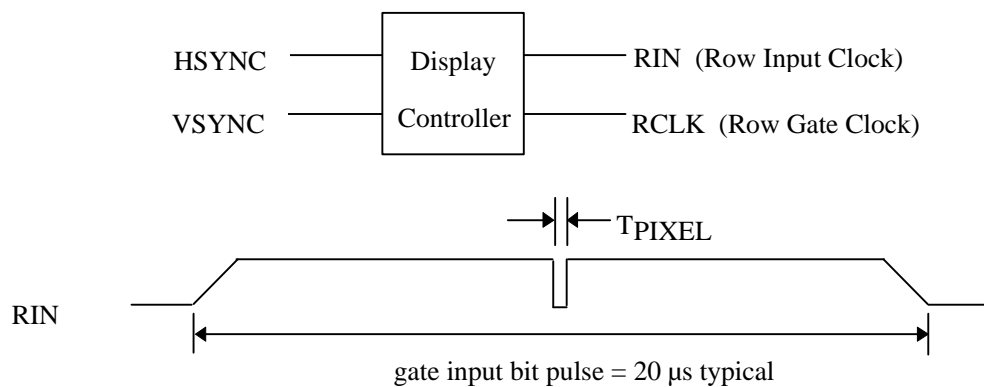 HSYNC
Display
RIN (Row Input Clock)
VSYNC
Controller
RCLK (Row Gate Clock)
TPIXEL
RIN
gate input bit pulse = 20 µs typical